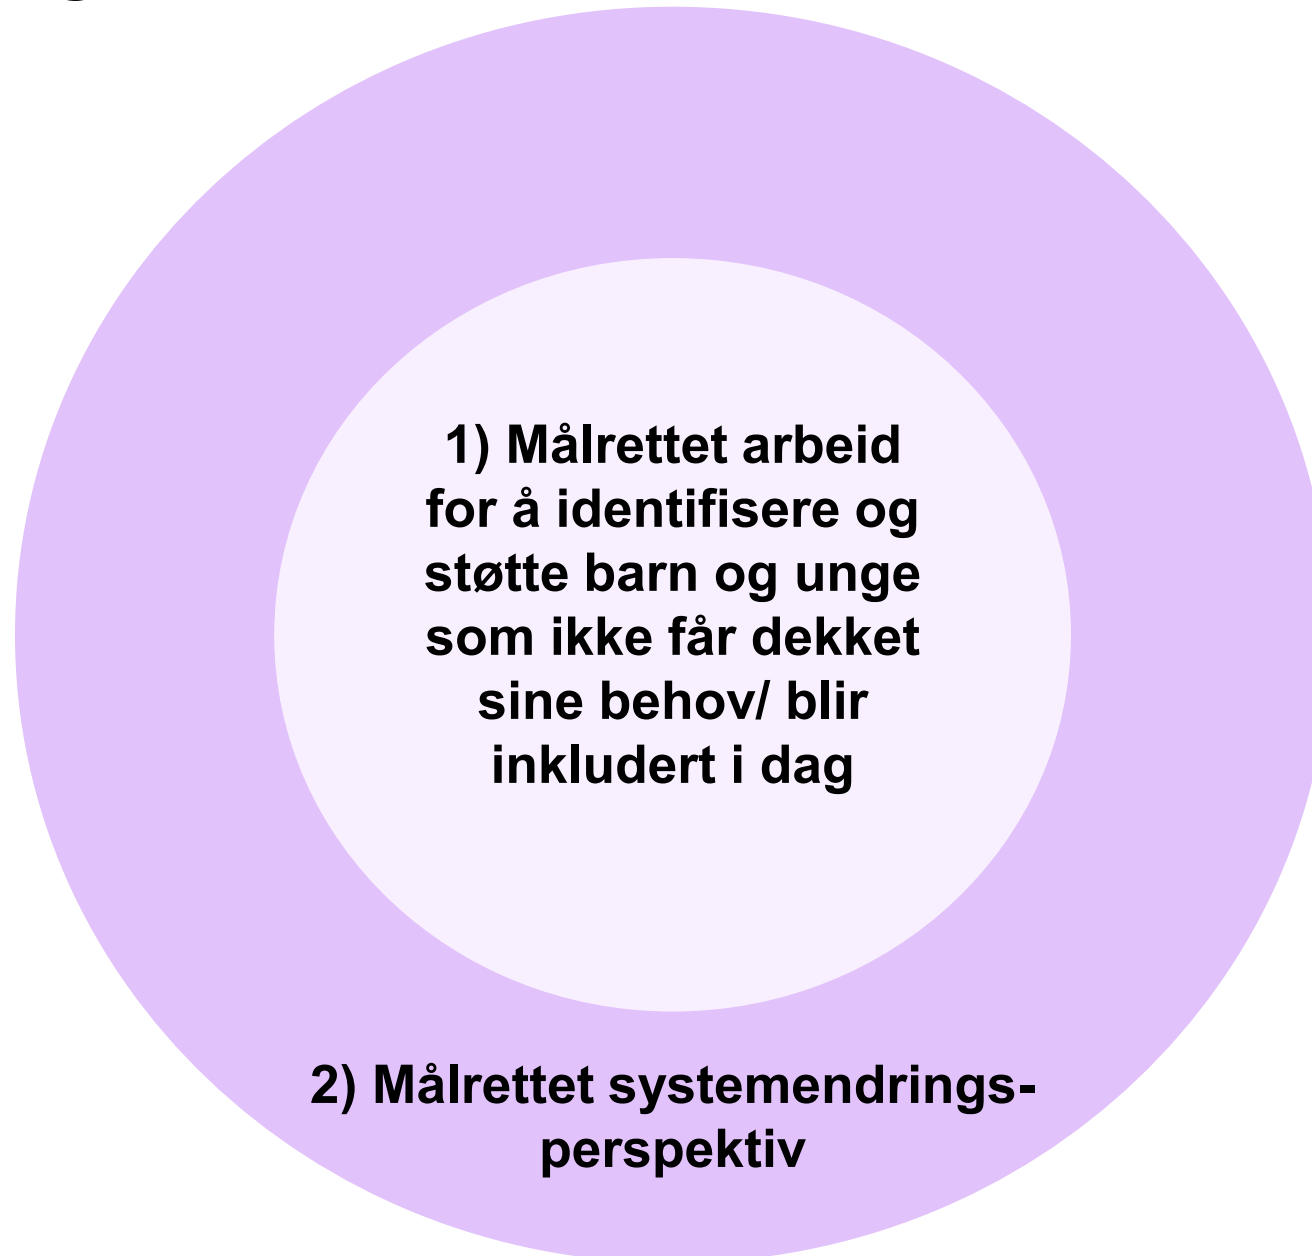 1) Målrettet arbeid
for å identifisere og
støtte barn og unge
som ikke får dekket
sine behov/ blir
inkludert i dag
2) Målrettet systemendrings-
perspektiv